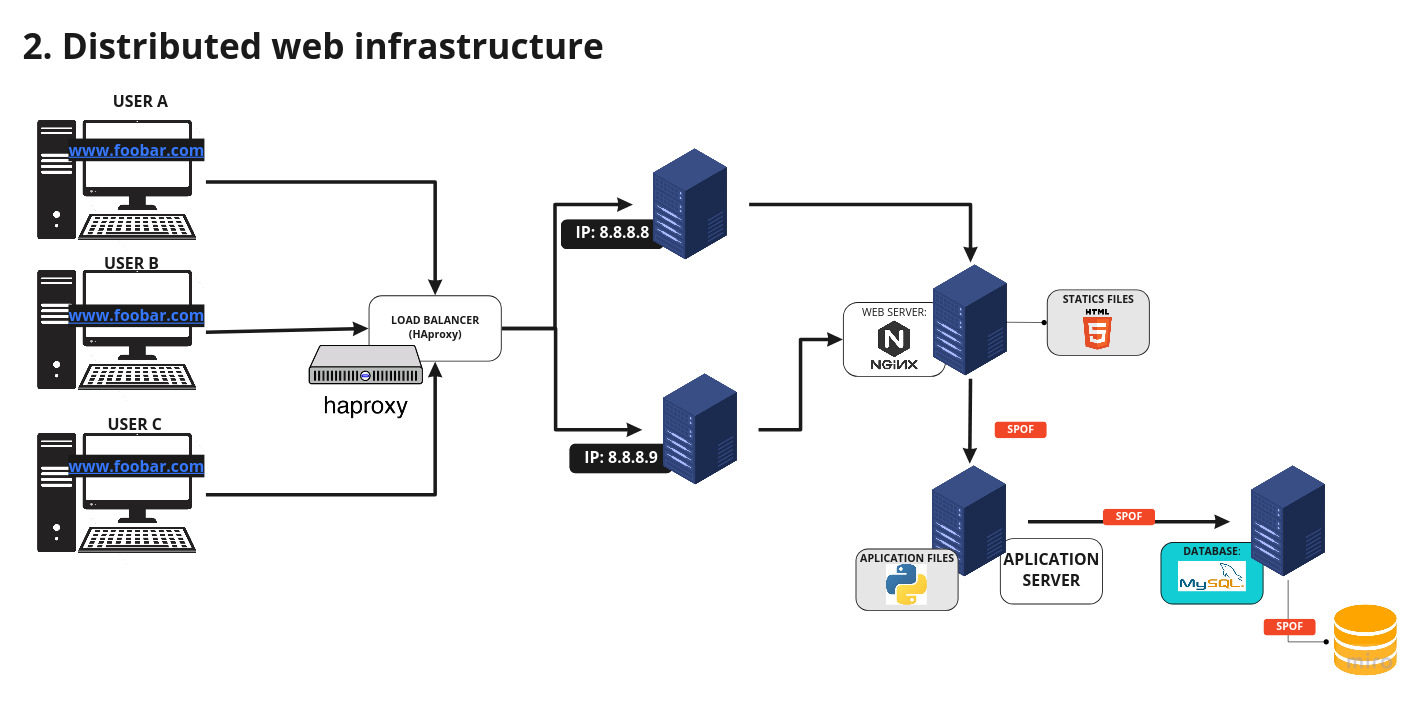 2. Distributed web infrastructure
USER A
www.foobar.com
USER B
www.foobar.com
USER C
www.foobar.com
LOAD BALANCER
(HAproxy)
haproxy
IP: 8.8.8.8
IP: 8.8.8.9
WEB SERVER:
N
NGINX
STATICS FILES
HTML
5
SPOF
APLICATION FILES
APLICATION
SERVER
SPOF
DATABASE:
MySQL.
SPOF
miro